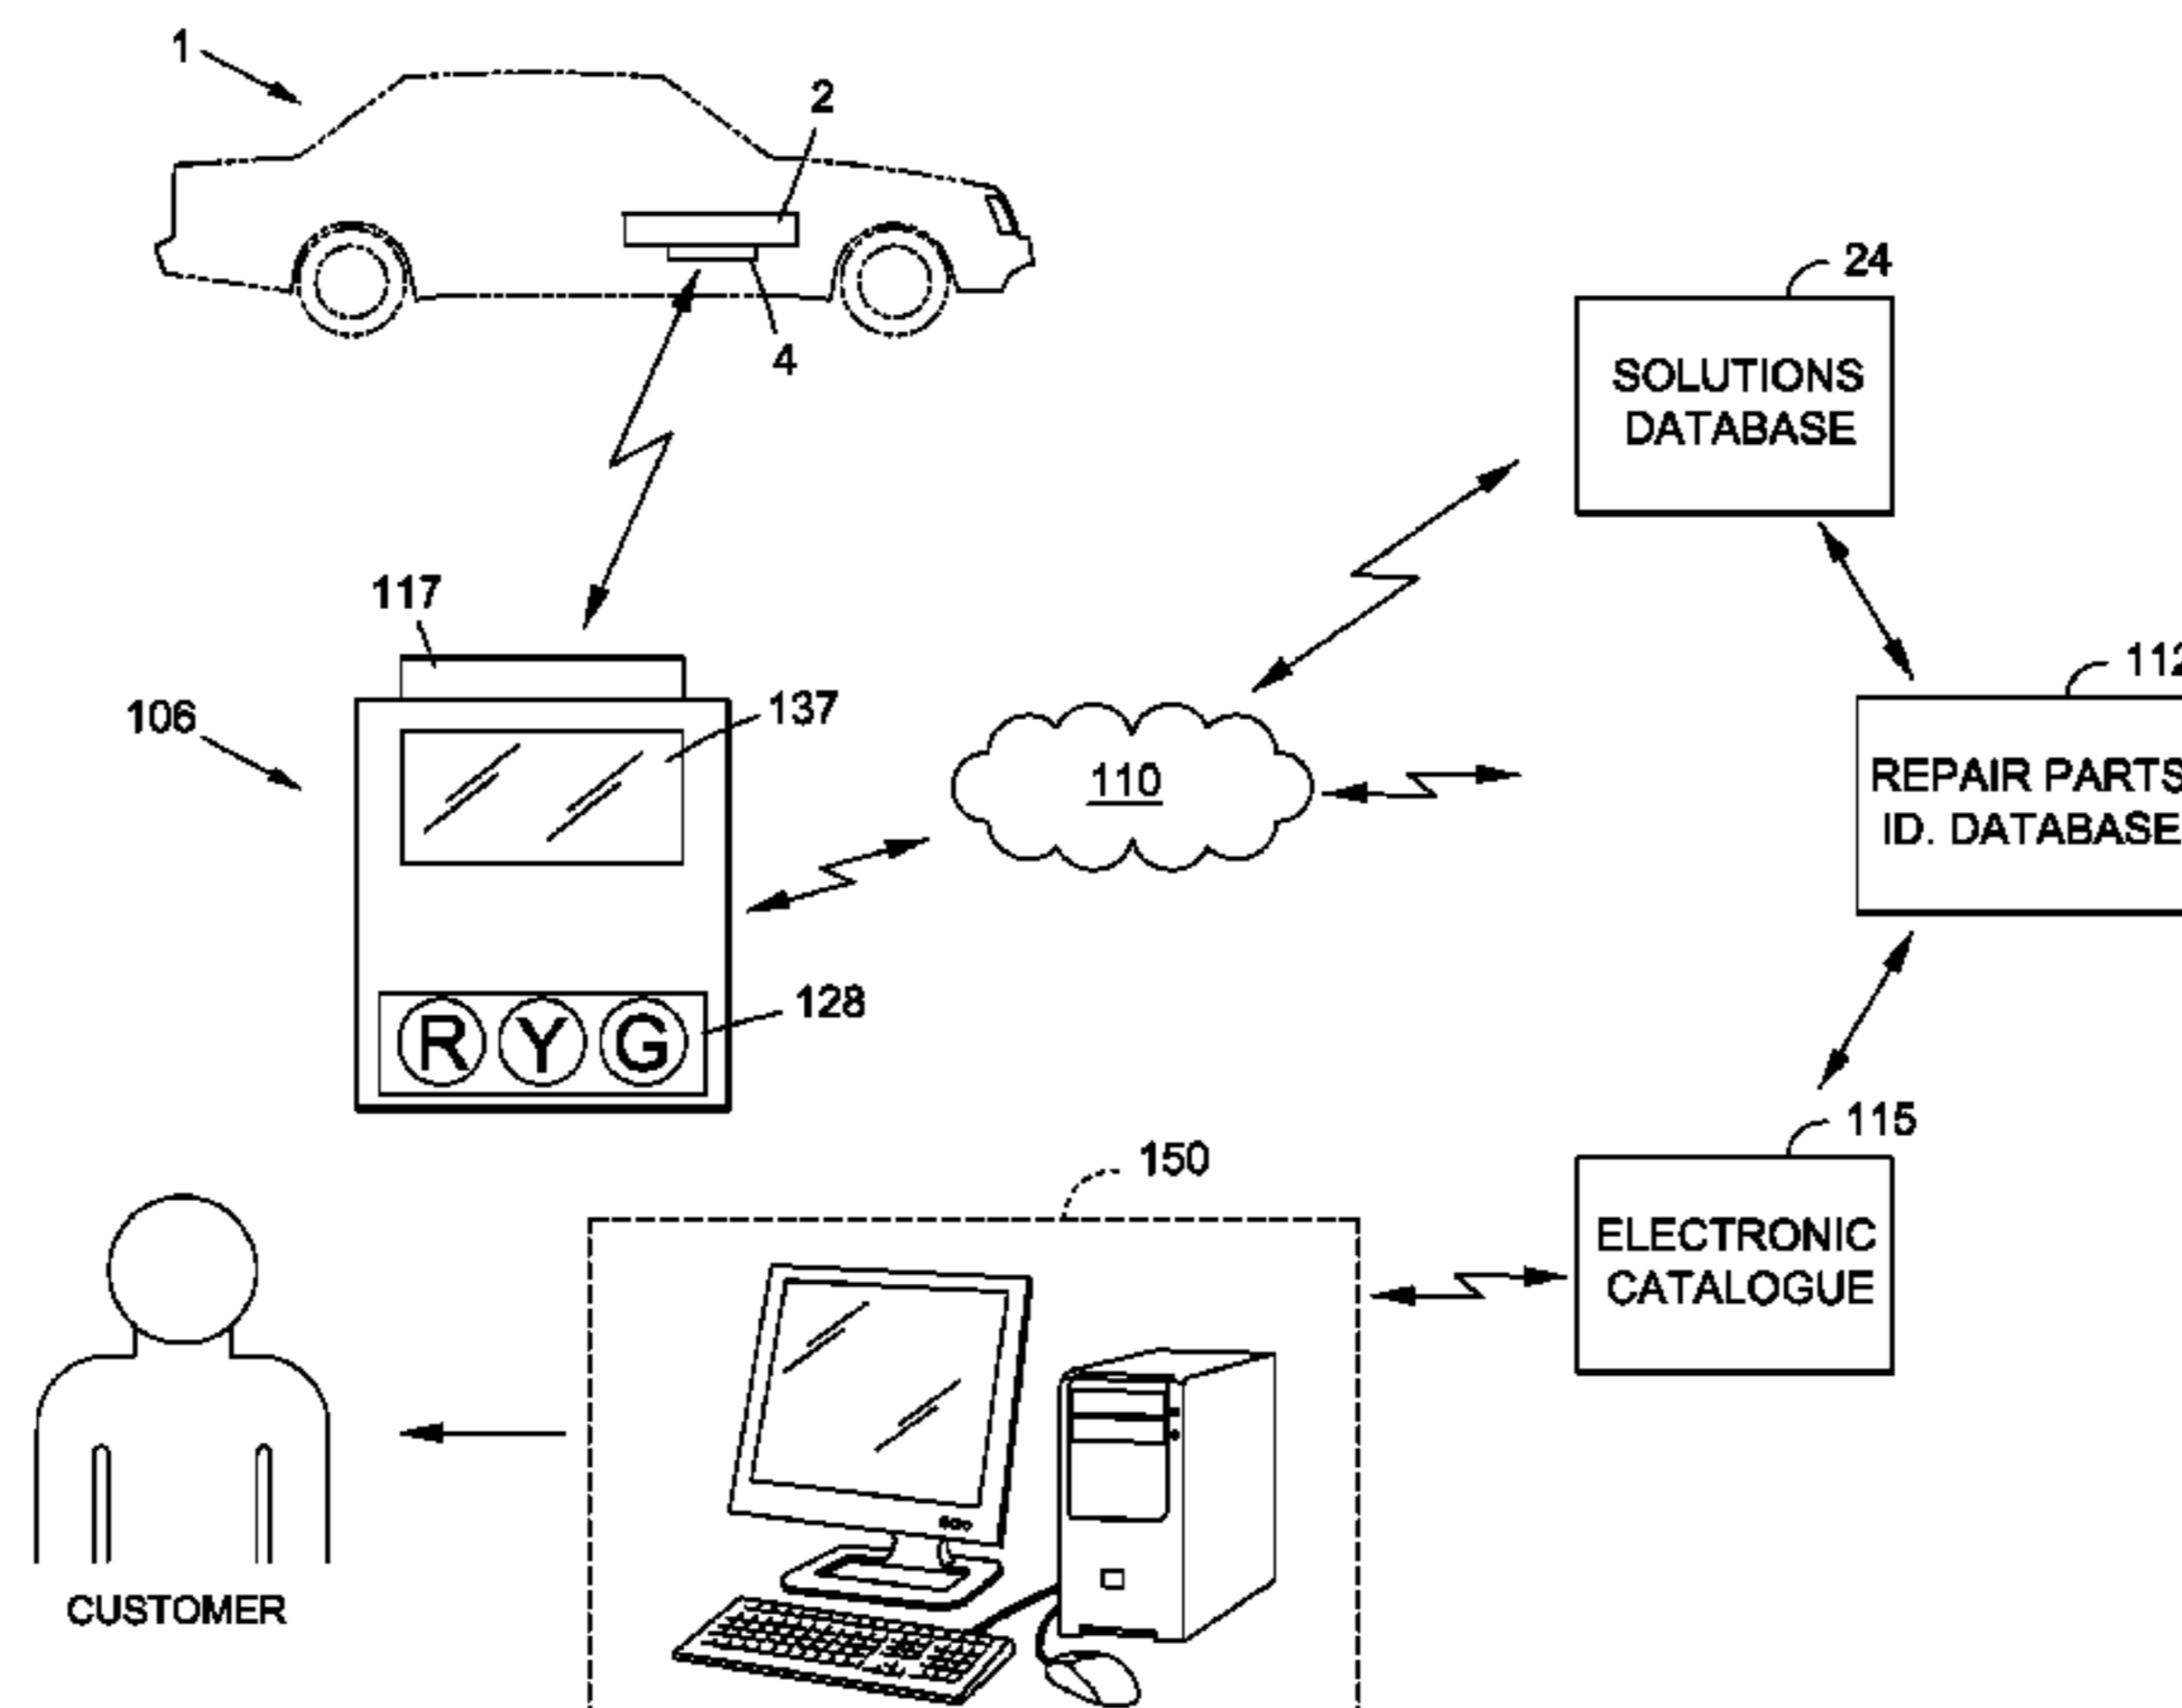 1
2
4
24
SOLUTIONS
DATABASE
117
106
137
110
112
REPAIR PARTS
ID. DATABASE
128
R Y G
115
ELECTRONIC
CATALOGUE
150
CUSTOMER